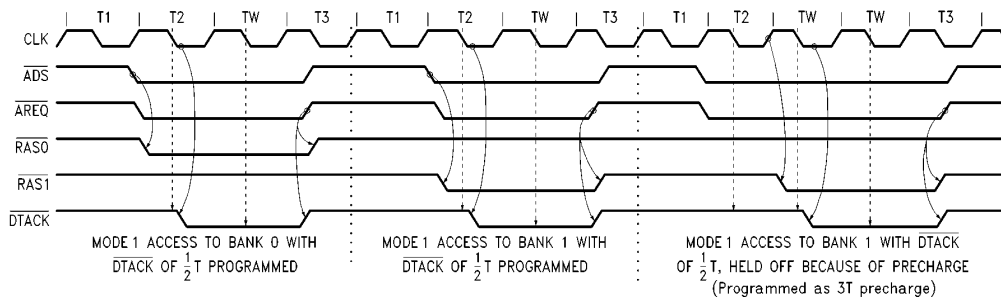 T1 T2 TW T3 T1 T2 TW T3 T1 T2 TW TW T3
CLK
ADS
AREQ
RAS0
RAS1
DTACK
MODE 1 ACCESS TO BANK 0 WITH
DTACK OF 1/2 T PROGRAMMED
MODE 1 ACCESS TO BANK 1 WITH
DTACK OF 1/2 T PROGRAMMED
MODE 1 ACCESS TO BANK 1 WITH DTACK
OF 1/2 T, HELD OFF BECAUSE OF PRECHARGE
(Programmed as 3T precharge)